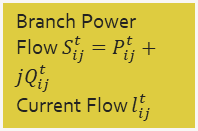 Branch Power
Flow $S_{ij}^{t} = P_{ij}^{t} +$
$jQ_{ij}^{t}$
Current Flow $l_{ij}^{t}$